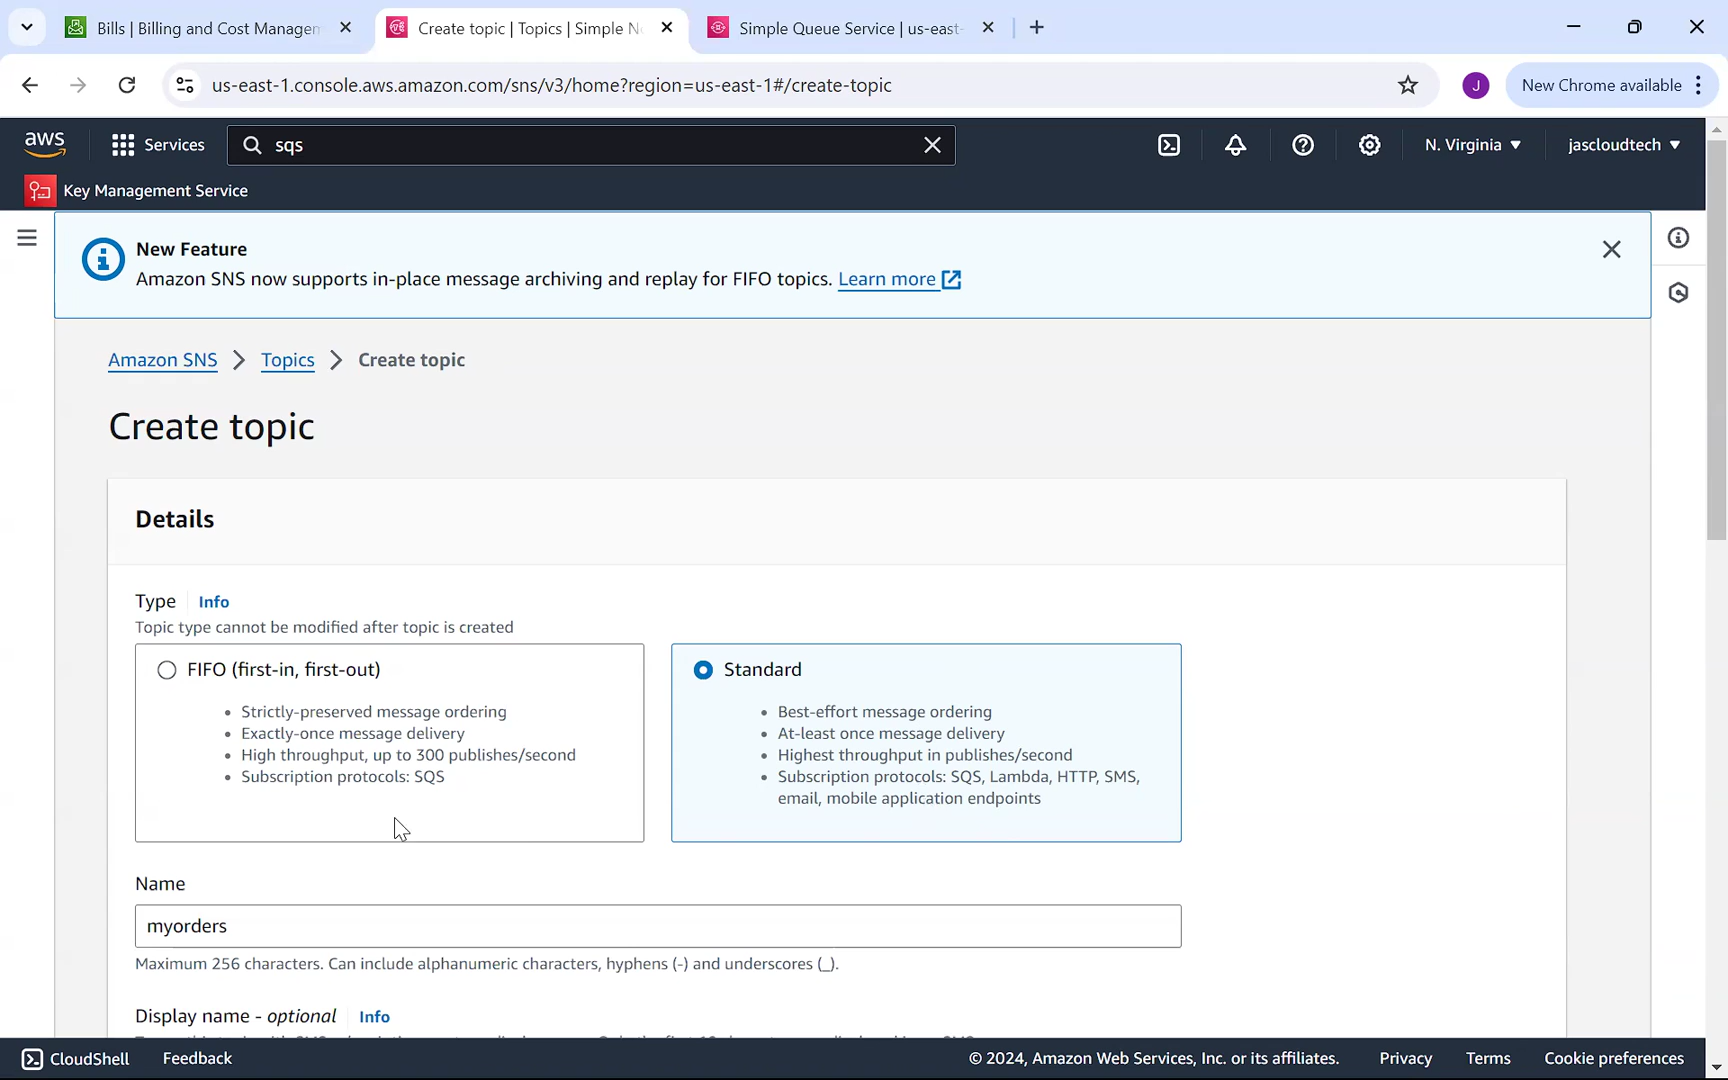 Bills | Billing and Cost Managem
Create topic | Topics | Simple N
Simple Queue Service | us-east-
us-east-1.console.aws.amazon.com/sns/v3/home?region=us-east-1#/create-topic
J
New Chrome available
aws
Services
sqs
N. Virginia
jascloudtech
Key Management Service
New Feature
Amazon SNS now supports in-place message archiving and replay for FIFO topics. Learn more
Amazon SNS
Topics
Create topic
Create topic
Details
Type
Info
Topic type cannot be modified after topic is created
FIFO (first-in, first-out)
• Strictly-preserved message ordering
• Exactly-once message delivery
• High throughput, up to 300 publishes/second
• Subscription protocols: SQS
Standard
• Best-effort message ordering
• At-least once message delivery
• Highest throughput in publishes/second
• Subscription protocols: SQS, Lambda, HTTP, SMS,
email, mobile application endpoints
Name
myorders
Maximum 256 characters. Can include alphanumeric characters, hyphens (-) and underscores (_).
Display name - optional
Info
CloudShell
Feedback
© 2024, Amazon Web Services, Inc. or its affiliates.
Privacy
Terms
Cookie preferences